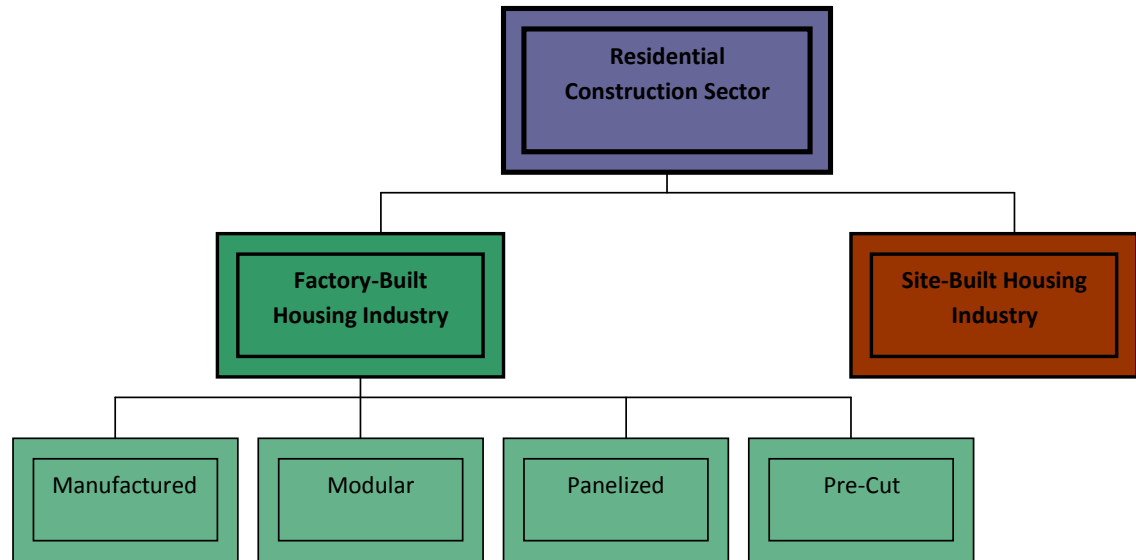 Residential
Construction Sector
Factory-Built
Housing Industry
Site-Built Housing
Industry
Manufactured
Modular
Panelized
Pre-Cut